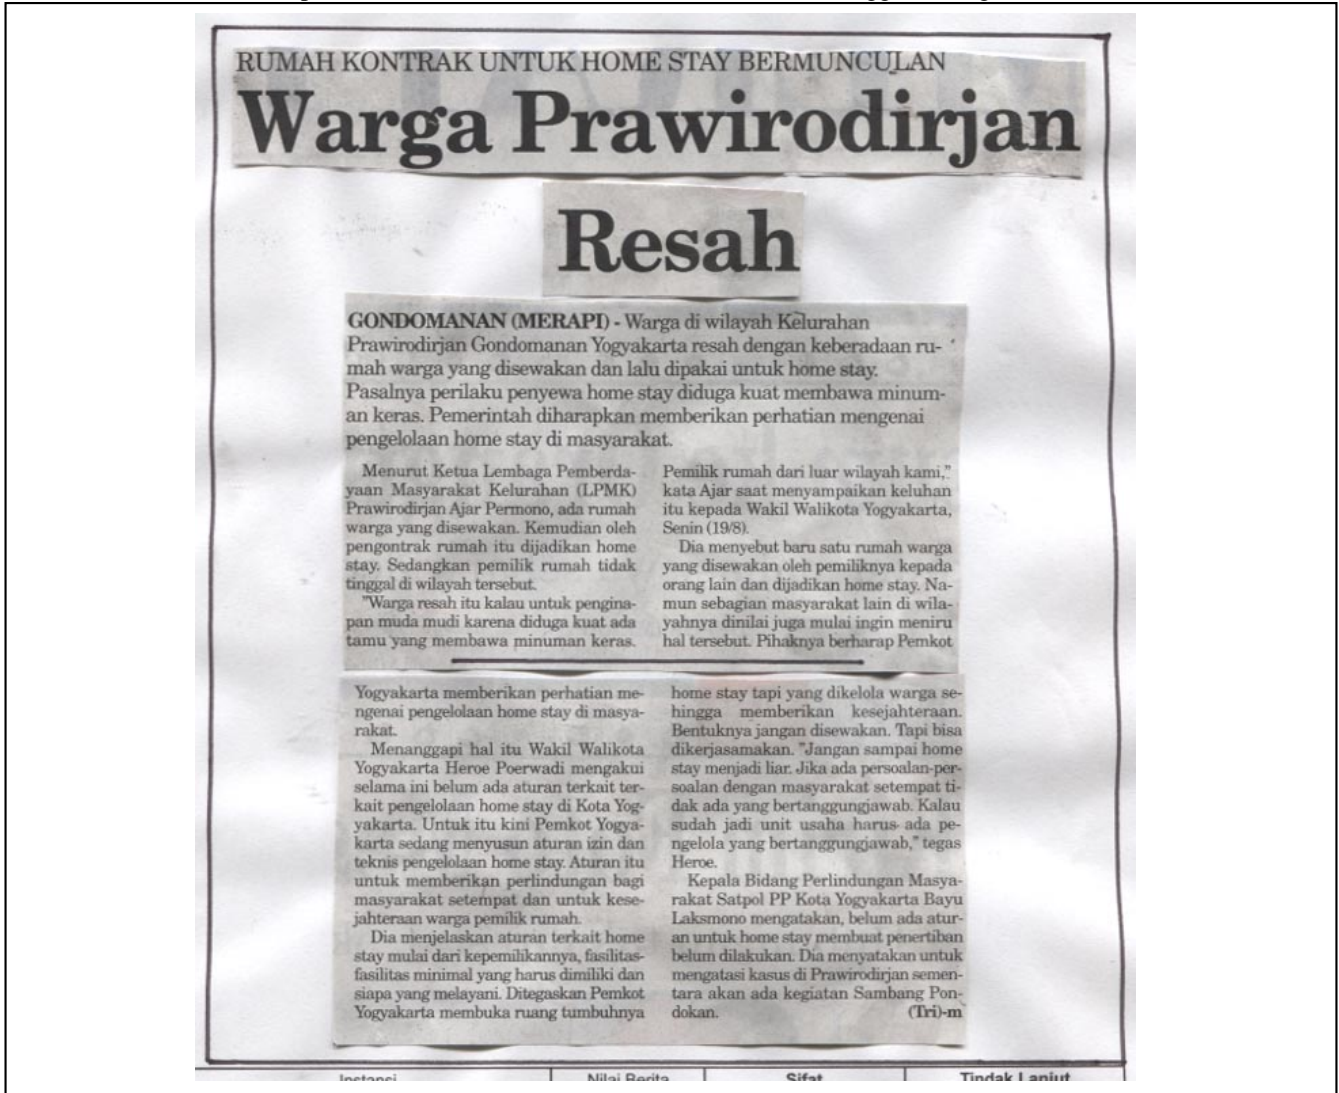 RUMAH KONTRAK UNTUK HOME STAY BERMUNCULAN
Warga Prawirodirjan
Resah
GONDOMANAN (MERAPI) - Warga di wilayah Kelurahan
Prawirodirjan Gondomanan Yogyakarta resah dengan keberadaan ru-
mah warga yang disewakan dan lalu dipakai untuk home stay.
Pasalnya perilaku penyewa home stay diduga kuat membawa minum-
an keras. Pemerintah diharapkan memberikan perhatian mengenai
pengelolaan home stay di masyarakat.
Menurut Ketua Lembaga Pemberda-
yaan Masyarakat Kelurahan (LPMK)
Prawirodirjan Ajar Permono, ada rumah
warga yang disewakan. Kemudian oleh
pengontrak rumah itu dijadikan home
stay. Sedangkan pemilik rumah tidak
tinggal di wilayah tersebut.
"Warga resah itu kalau untuk pengina-
pan muda mudi karena diduga kuat ada
tamu yang membawa minuman keras.
Pemilik rumah dari luar wilayah kami,"
kata Ajar saat menyampaikan keluhan
itu kepada Wakil Walikota Yogyakarta,
Senin (19/8).
Dia menyebut baru satu rumah warga
yang disewakan oleh pemiliknya kepada
orang lain dan dijadikan home stay. Na-
mun sebagian masyarakat lain di wila-
yahnya dinilai juga mulai ingin meniru
hal tersebut. Pihaknya berharap Pemkot
Yogyakarta memberikan perhatian me-
ngenai pengelolaan home stay di masya-
rakat.
Menanggapi hal itu Wakil Walikota
Yogyakarta Heroe Poerwadi mengakui
selama ini belum ada aturan terkait ter-
kait pengelolaan home stay di Kota Yog-
yakarta. Untuk itu kini Pemkot Yogya-
karta sedang menyusun aturan izin dan
teknis pengelolaan home stay. Aturan itu
untuk memberikan perlindungan bagi
masyarakat setempat dan untuk kese-
jahteraan warga pemilik rumah.
Dia menjelaskan aturan terkait home
stay mulai dari kepemilikannya, fasilitas-
fasilitas minimal yang harus dimiliki dan
siapa yang melayani. Ditegaskan Pemkot
Yogyakarta membuka ruang tumbuhnya
home stay tapi yang dikelola warga se-
hingga memberikan kesejahteraan.
Bentuknya jangan disewakan. Tapi bisa
dikerjasamakan. "Jangan sampai home
stay menjadi liar. Jika ada persoalan-per-
soalan dengan masyarakat setempat ti-
dak ada yang bertanggungjawab. Kalau
sudah jadi unit usaha harus ada pe-
ngelola yang bertanggungjawab," tegas
Heroe.
Kepala Bidang Perlindungan Masya-
rakat Satpol PP Kota Yogyakarta Bayu
Laksmono mengatakan, belum ada atur-
an untuk home stay membuat penertiban
belum dilakukan. Dia menyatakan untuk
mengatasi kasus di Prawirodirjan semen-
tara akan ada kegiatan Sambang Pon-
dokan. (Tri)-m
Instansi Nilai Berita Sifat Tindak Lanjut